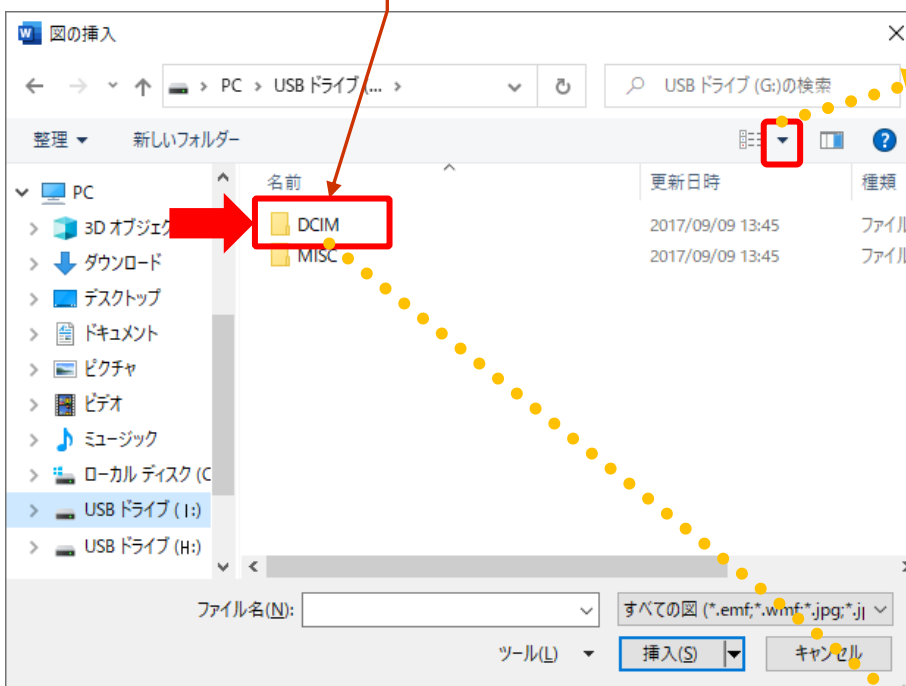 図の挿入
PC > USB ドライブ (... >
USB ドライブ (G:)の検索
整理
新しいフォルダー
名前
更新日時
種類
PC
3D オブジェク
ダウンロード
デスクトップ
ドキュメント
ピクチャ
ビデオ
ミュージック
ローカル ディスク (C
USB ドライブ (I:)
USB ドライブ (H:)
DCIM
2017/09/09 13:45
ファイル
MISC
2017/09/09 13:45
ファイル
ファイル名(N):
すべての図 (*.emf;*.wmf;*.jpg;*.j
ツール(L)
挿入(S)
キャンセル